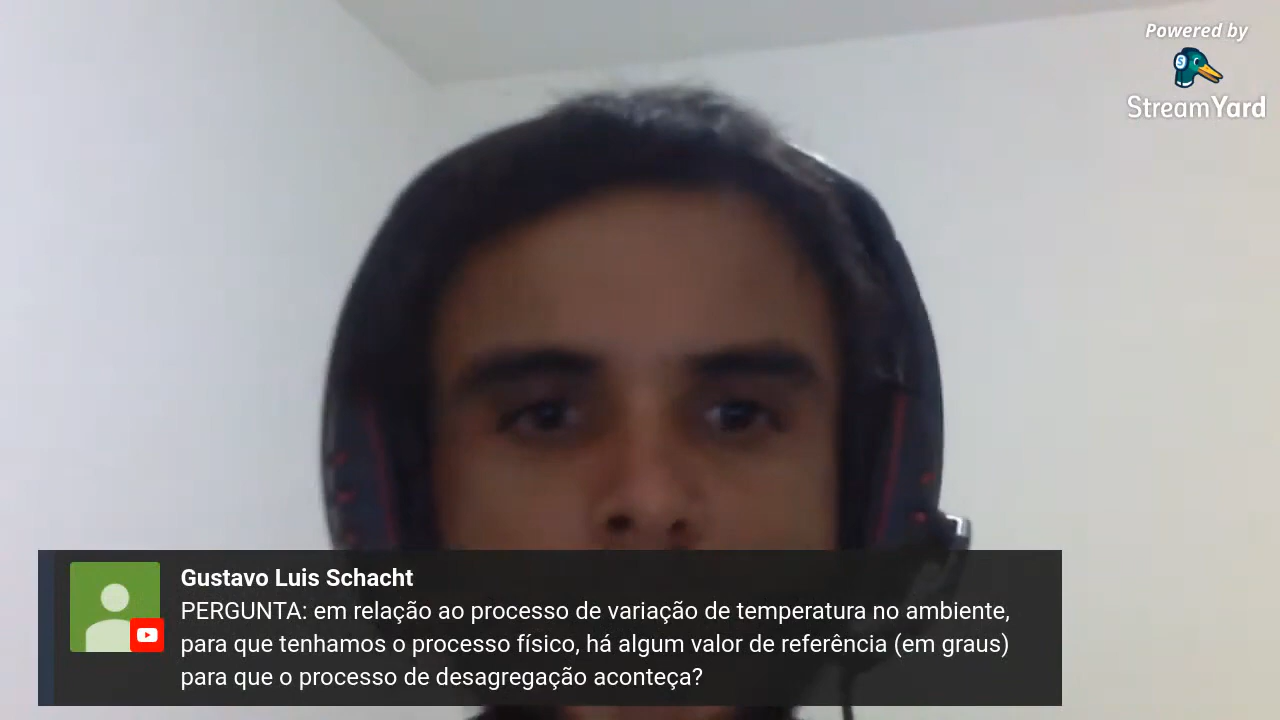 Powered by
StreamYard
Gustavo Luis Schacht
PERGUNTA: em relação ao processo de variação de temperatura no ambiente,
para que tenhamos o processo físico, há algum valor de referência (em graus)
para que o processo de desagregação aconteça?